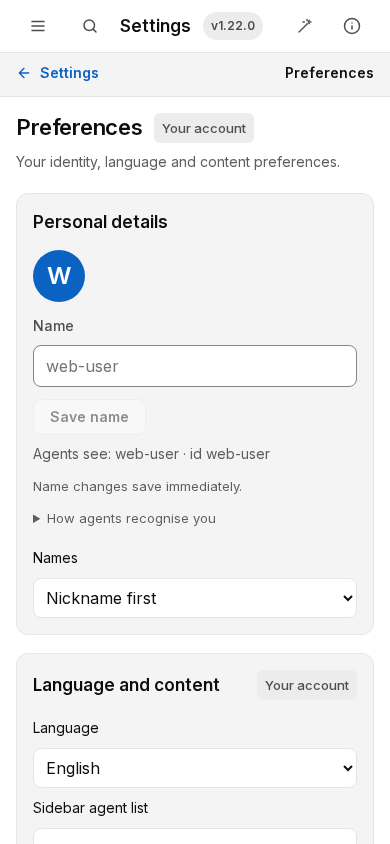 Settings v1.22.0
Settings
Preferences
Preferences
Your account
Your identity, language and content preferences.
Personal details
W
Name
web-user
Save name
Agents see: web-user · id web-user
Name changes save immediately.
How agents recognise you
Names
Nickname first
Language and content
Your account
Language
English
Sidebar agent list